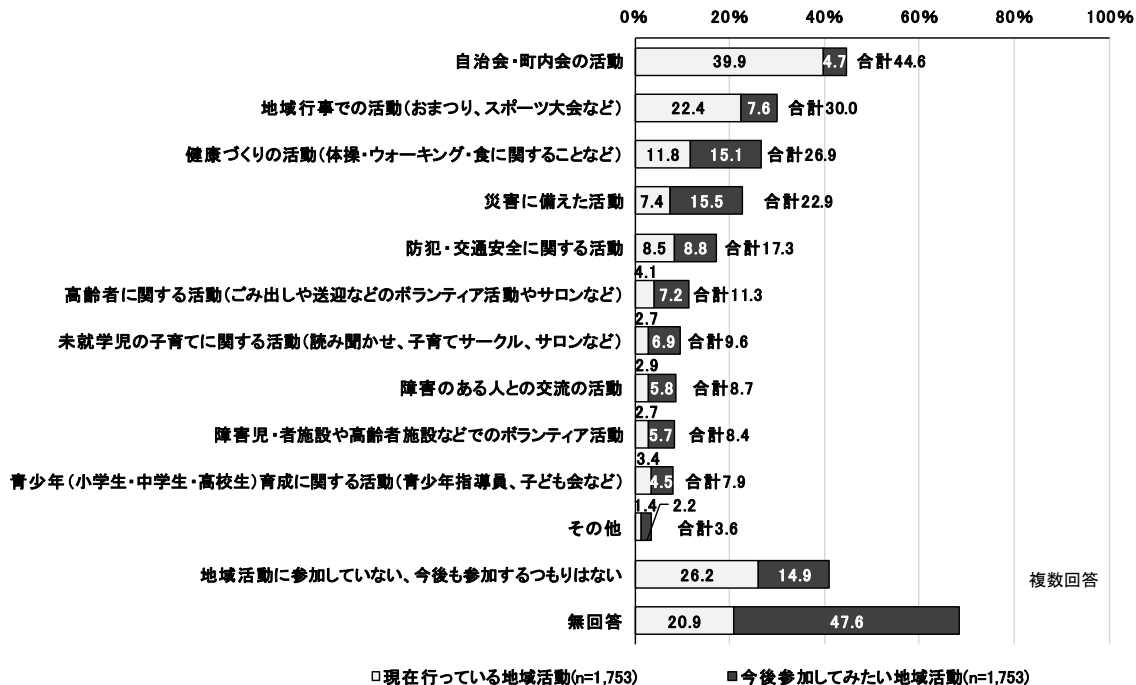 0% 20% 40% 60% 80% 100%
自治会・町内会の活動 39.9 4.7 合計44.6
地域行事での活動(おまつり、スポーツ大会など) 22.4 7.6 合計30.0
健康づくりの活動(体操・ウォーキング・食に関することなど) 11.8 15.1 合計26.9
災害に備えた活動 7.4 15.5 合計22.9
防犯・交通安全に関する活動 8.5 8.8 合計17.3
4.1
高齢者に関する活動(ごみ出しや送迎などのボランティア活動やサロンなど) 7.2 合計11.3
2.7
未就学児の子育てに関する活動(読み聞かせ、子育てサークル、サロンなど) 6.9 合計9.6
2.9
障害のある人との交流の活動 5.8 合計8.7
2.7
障害児・者施設や高齢者施設などでのボランティア活動 5.7 合計8.4
3.4
青少年(小学生・中学生・高校生)育成に関する活動(青少年指導員、子ども会など) 4.5 合計7.9
1.4 2.2
その他 合計3.6
地域活動に参加していない、今後も参加するつもりはない 26.2 14.9
複数回答
無回答 20.9 47.6
□現在行っている地域活動(n=1,753) ■今後参加してみたい地域活動(n=1,753)